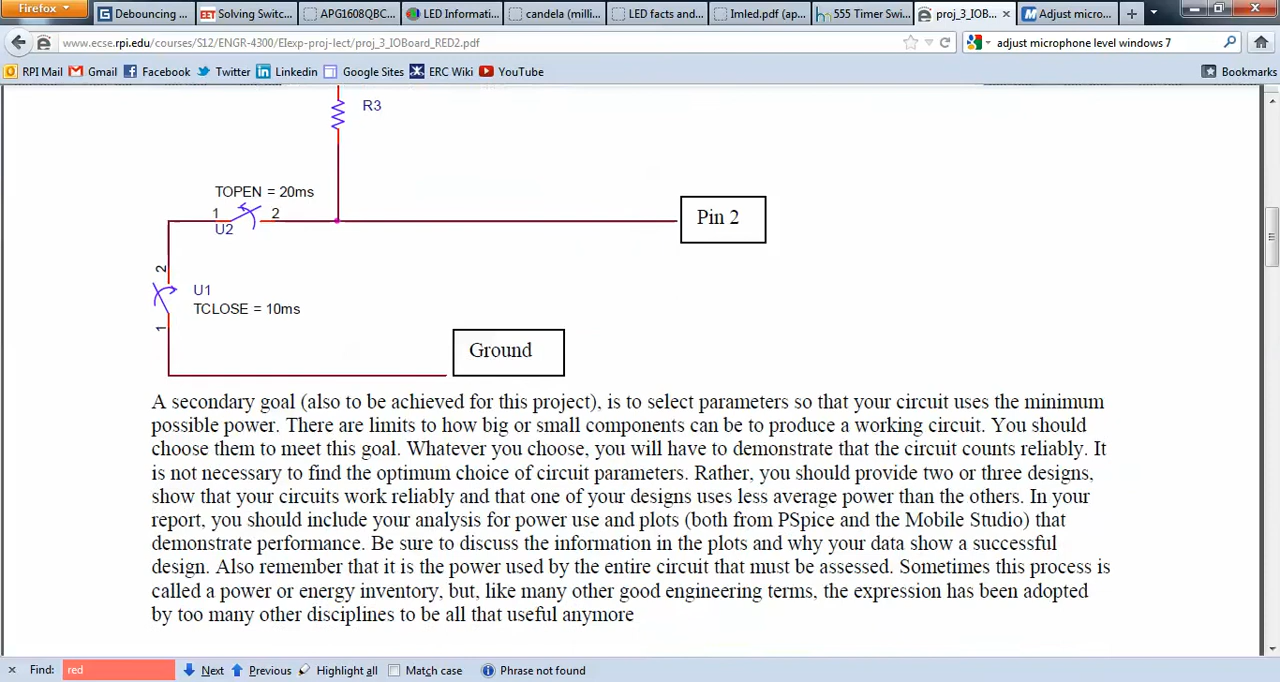 Firefox
Debouncing ...
Solving Switc...
APG1608QBC...
LED Informati...
candela (milli...
LED facts and...
lmled.pdf (ap...
555 Timer Swi...
proj_3_IOB...
Adjust micro...
www.ecse.rpi.edu/courses/S12/ENGR-4300/EIexp-proj-lect/proj_3_IOBoard_RED2.pdf
adjust microphone level windows 7
RPI Mail
Gmail
Facebook
Twitter
Linkedin
Google Sites
ERC Wiki
YouTube
Bookmarks
R3
TOPEN = 20ms
1
2
U2
Pin 2
2
U1
TCLOSE = 10ms
1
Ground
A secondary goal (also to be achieved for this project), is to select parameters so that your circuit uses the minimum
possible power. There are limits to how big or small components can be to produce a working circuit. You should
choose them to meet this goal. Whatever you choose, you will have to demonstrate that the circuit counts reliably. It
is not necessary to find the optimum choice of circuit parameters. Rather, you should provide two or three designs,
show that your circuits work reliably and that one of your designs uses less average power than the others. In your
report, you should include your analysis for power use and plots (both from PSpice and the Mobile Studio) that
demonstrate performance. Be sure to discuss the information in the plots and why your data show a successful
design. Also remember that it is the power used by the entire circuit that must be assessed. Sometimes this process is
called a power or energy inventory, but, like many other good engineering terms, the expression has been adopted
by too many other disciplines to be all that useful anymore
Find:
red
Next
Previous
Highlight all
Match case
Phrase not found